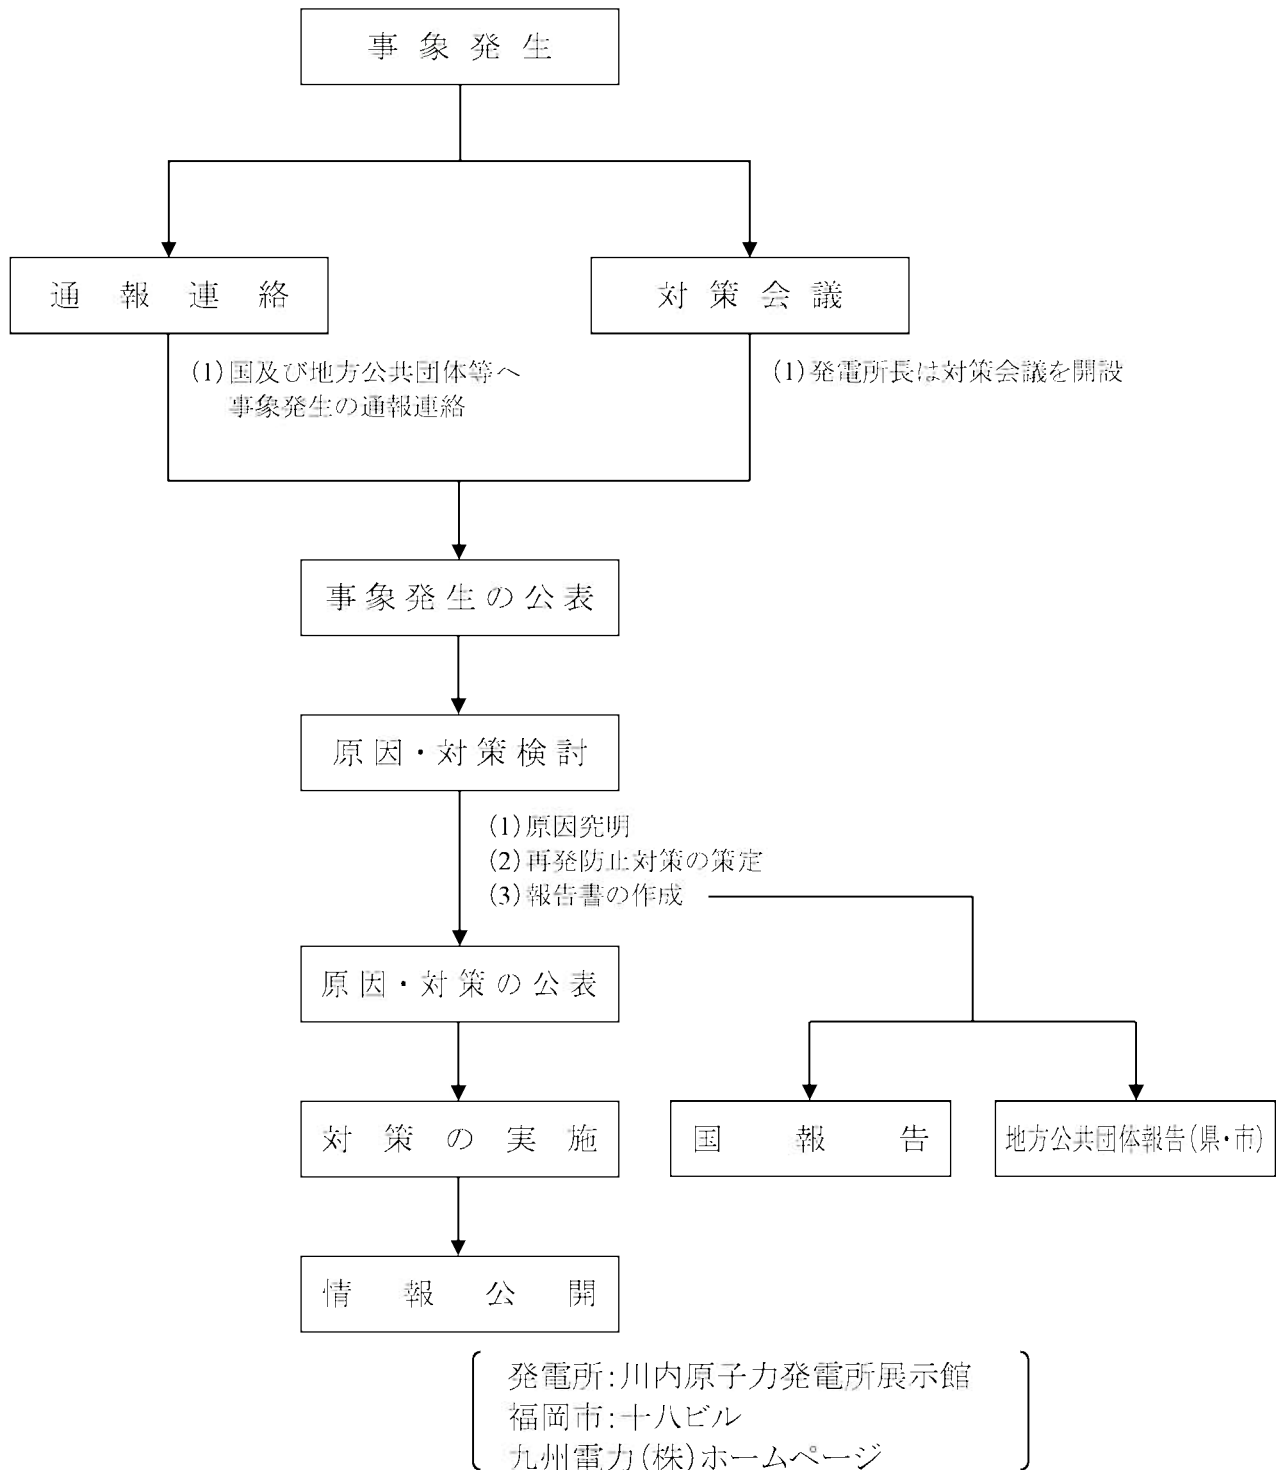 事象発生
通報連絡
対策会議
(1)国及び地方公共団体等へ
事象発生の通報連絡
(1)発電所長は対策会議を開設
事象発生の公表
原因・対策検討
(1)原因究明
(2)再発防止対策の策定
(3)報告書の作成
原因・対策の公表
対策の実施
国報告
地方公共団体報告(県・市)
情報公開
発電所:川内原子力発電所展示館
福岡市:十八ビル
九州電力(株)ホームページ